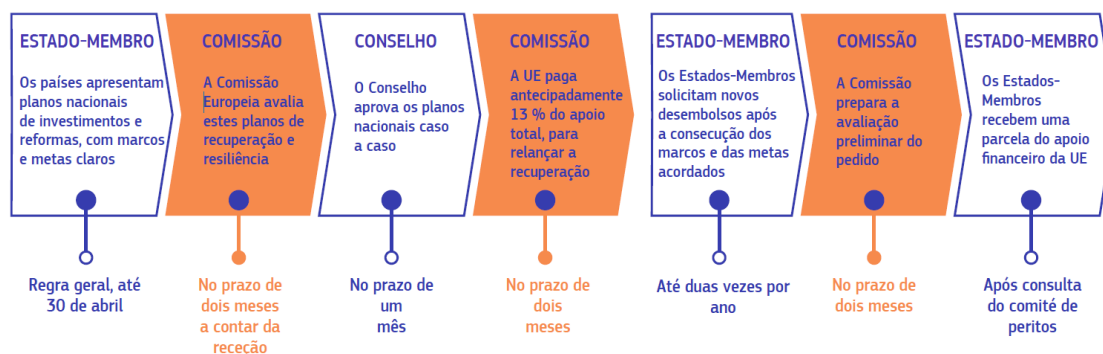 ESTADO-MEMBRO
Os países apresentam
planos nacionais
de investimentos e
reformas, com marcos
e metas claros
Regra geral, até
30 de abril
COMISSÃO
A Comissão
Europeia avalia
estes planos de
recuperação e
resiliência
No prazo de
dois meses
a contar da
receção
CONSELHO
O Conselho
aprova os planos
nacionais caso
a caso
No prazo de
um
mês
COMISSÃO
A UE paga
antecipadamente
13 % do apoio
total, para
relançar a
recuperação
No prazo de
dois
meses
ESTADO-MEMBRO
Os Estados-Membros
solicitam novos
desembolsos após
a consecução dos
marcos e das metas
acordados
Até duas vezes por
ano
COMISSÃO
A Comissão
prepara a
avaliação
preliminar do
pedido
No prazo de
dois meses
ESTADO-MEMBRO
Os Estados-
Membros
recebem uma
parcela do apoio
financeiro da UE
Após consulta
do comité de
peritos